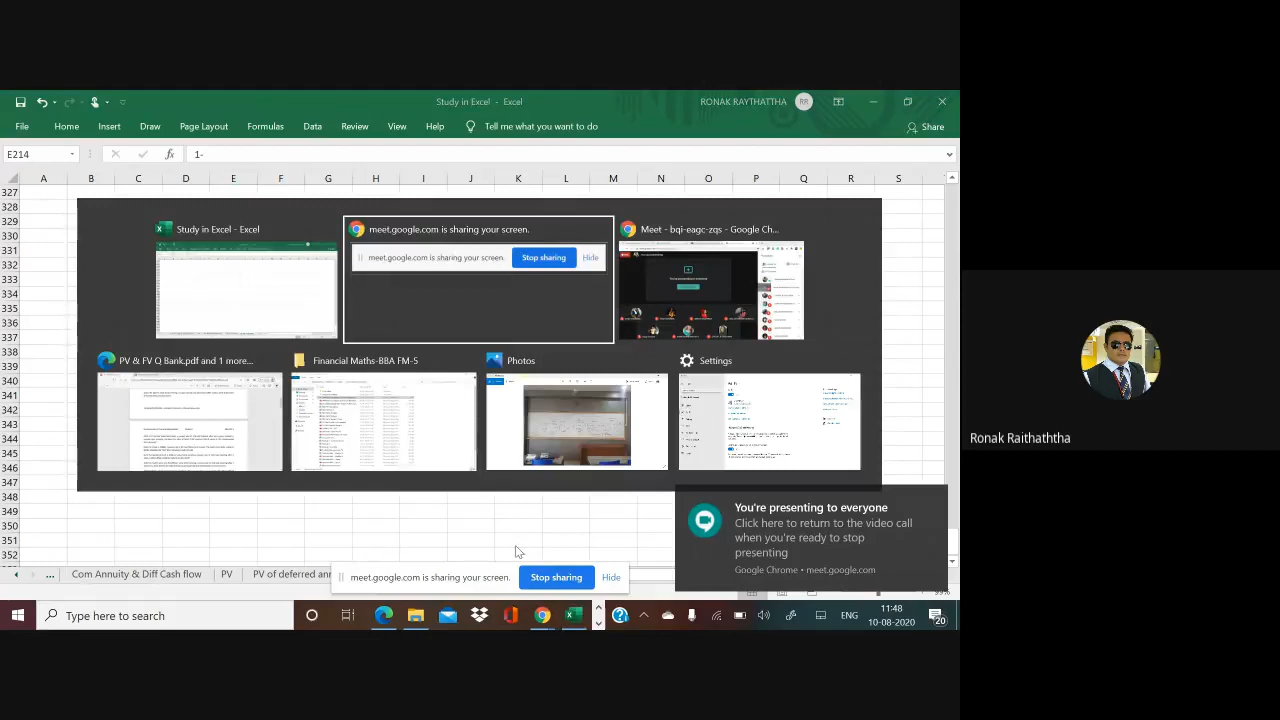 Study in Excel - Excel
RONAK RAYTHATTHA
RR
File
Home
Insert
Draw
Page Layout
Formulas
Data
Review
View
Help
Tell me what you want to do
Share
E214
fx
1-
A B C D E F G H I J K L M N O P Q R S
327
328
329
330
331
332
333
334
335
336
337
338
339
340
341
342
343
344
345
346
347
348
349
350
351
352
Study in Excel - Excel
meet.google.com is sharing your screen.
Meet - bqi-eagc-zqs - Google Ch...
meet.google.com is sharing your screen.
Stop sharing
Hide
PV & FV Q Bank.pdf and 1 more...
Financial Maths-BBA FM-5
Photos
Settings
You're presenting to everyone
Click here to return to the video call
when you're ready to stop
presenting
Google Chrome • meet.google.com
...
Com Annuity & Diff Cash flow
PV
PV of deferred ann
meet.google.com is sharing your screen.
Stop sharing
Hide
99%
Type here to search
ENG
11:48
10-08-2020
20
Ronak Raithaththa